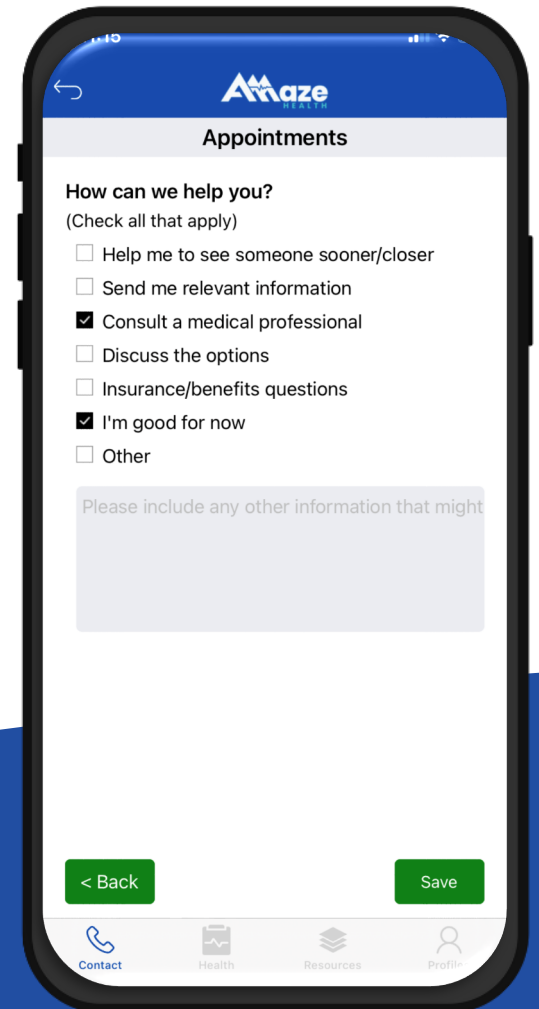 AMaze
HEALTH
Appointments
How can we help you?
(Check all that apply)
Help me to see someone sooner/closer
Send me relevant information
Consult a medical professional
Discuss the options
Insurance/benefits questions
I'm good for now
Other
Please include any other information that might
< Back
Save
Contact
Health
Resources
Profile